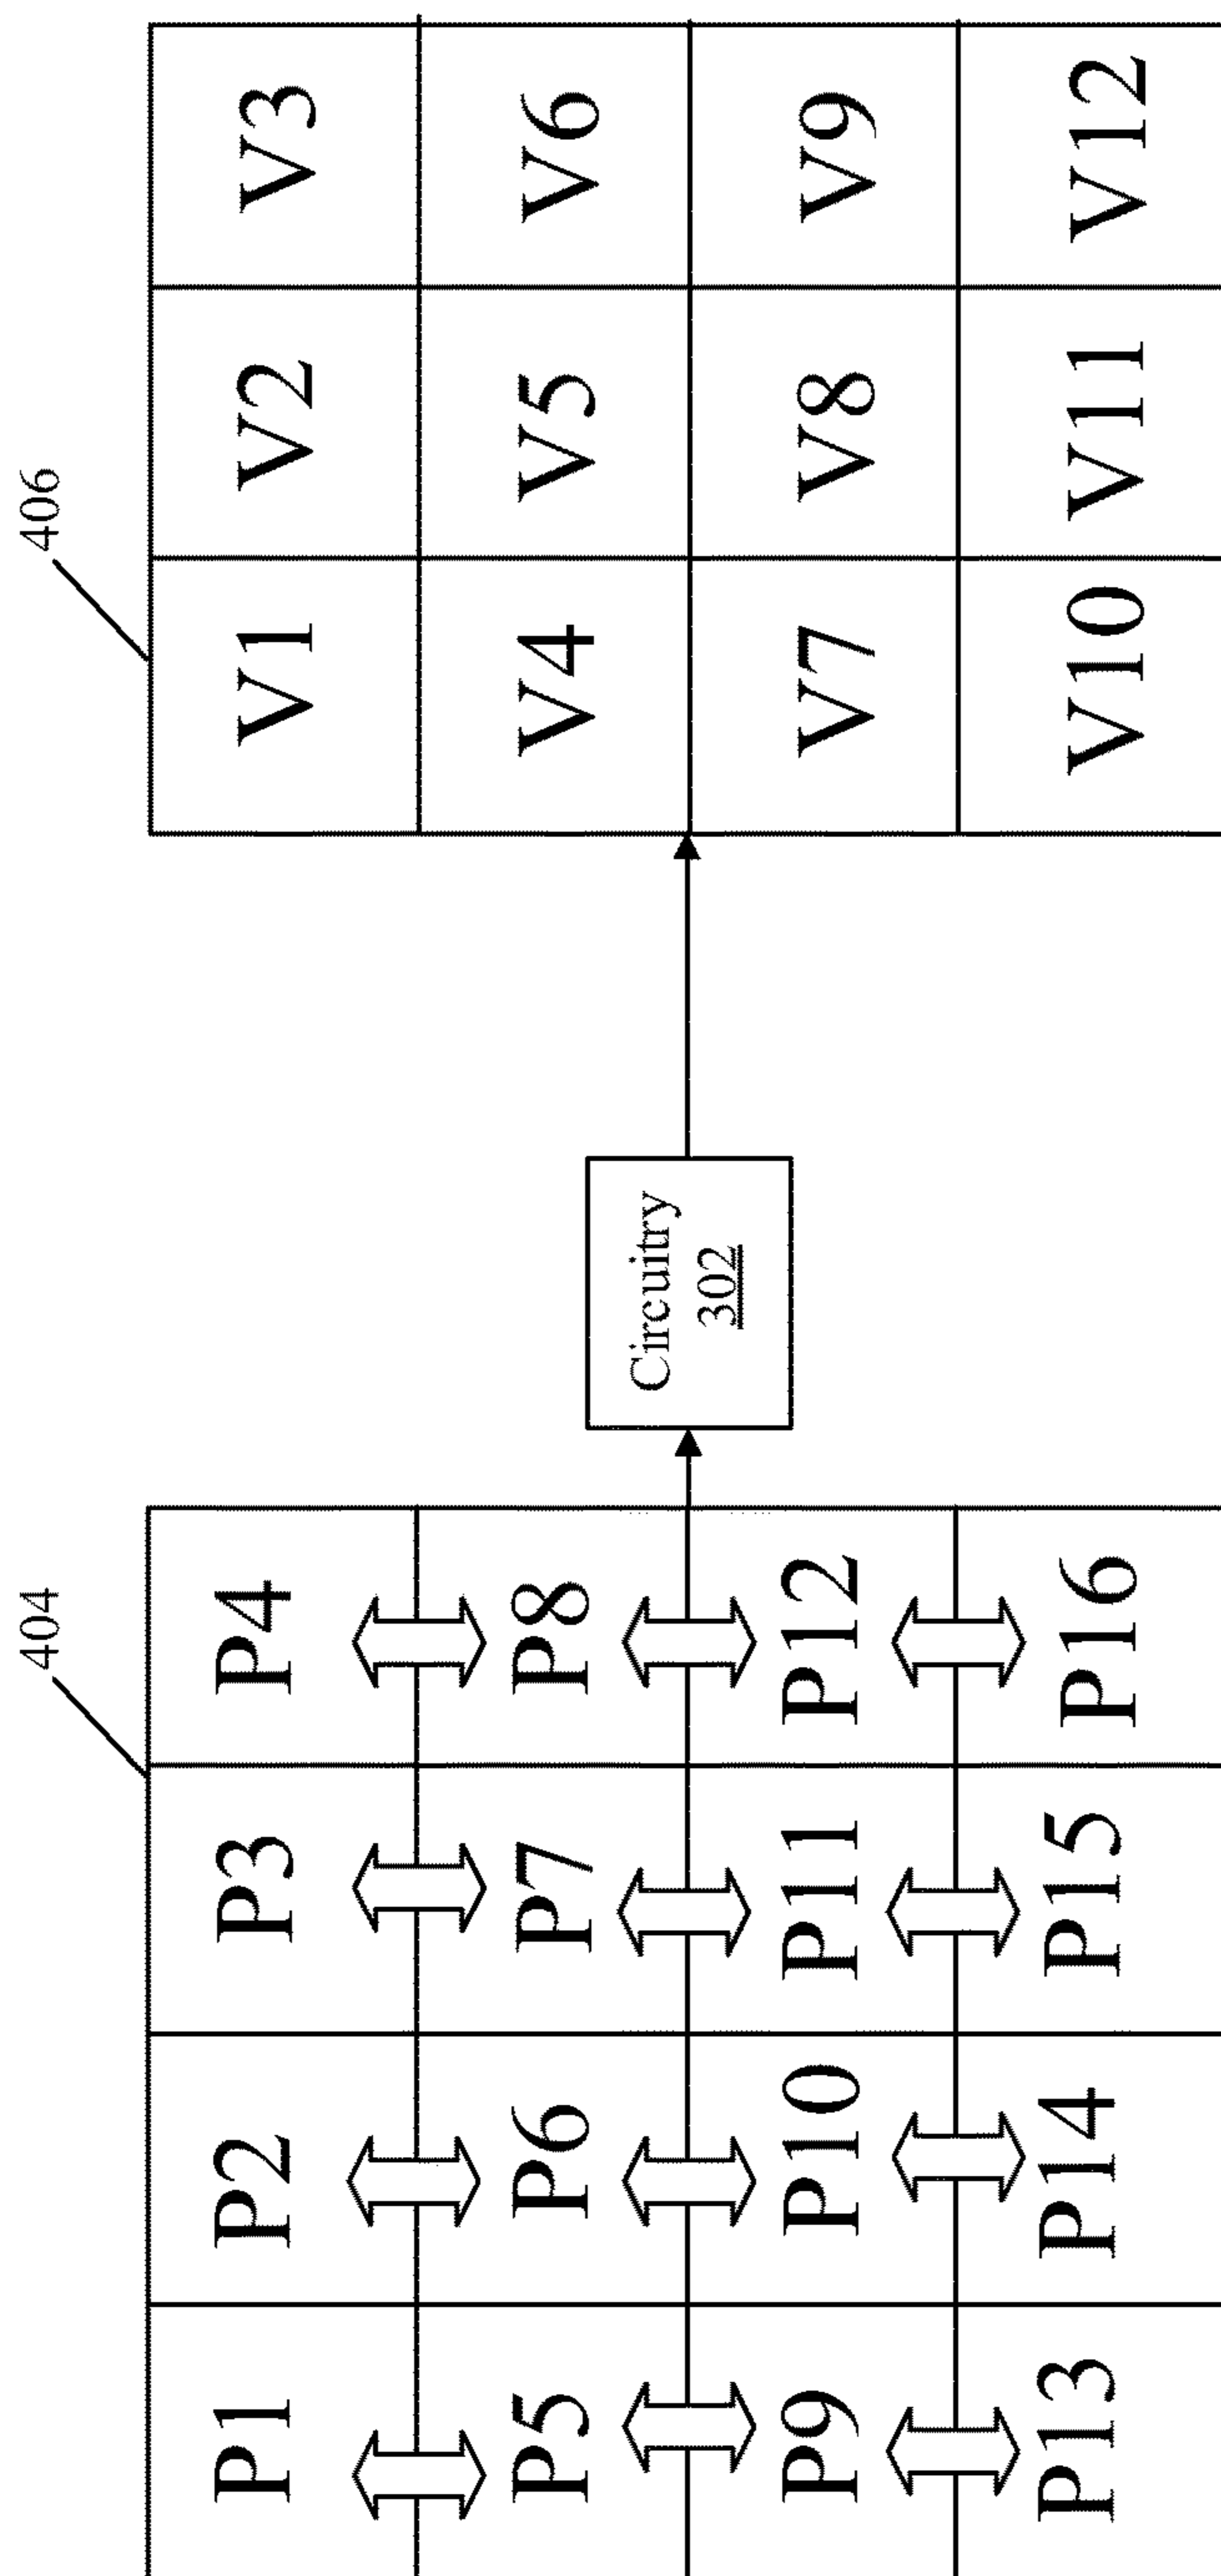 404
P1 P2 P3 P4
P5 P6 P7 P8
P9 P10 P11 P12
P13 P14 P15 P16
Circuitry
302
406
V1 V2 V3
V4 V5 V6
V7 V8 V9
V10 V11 V12